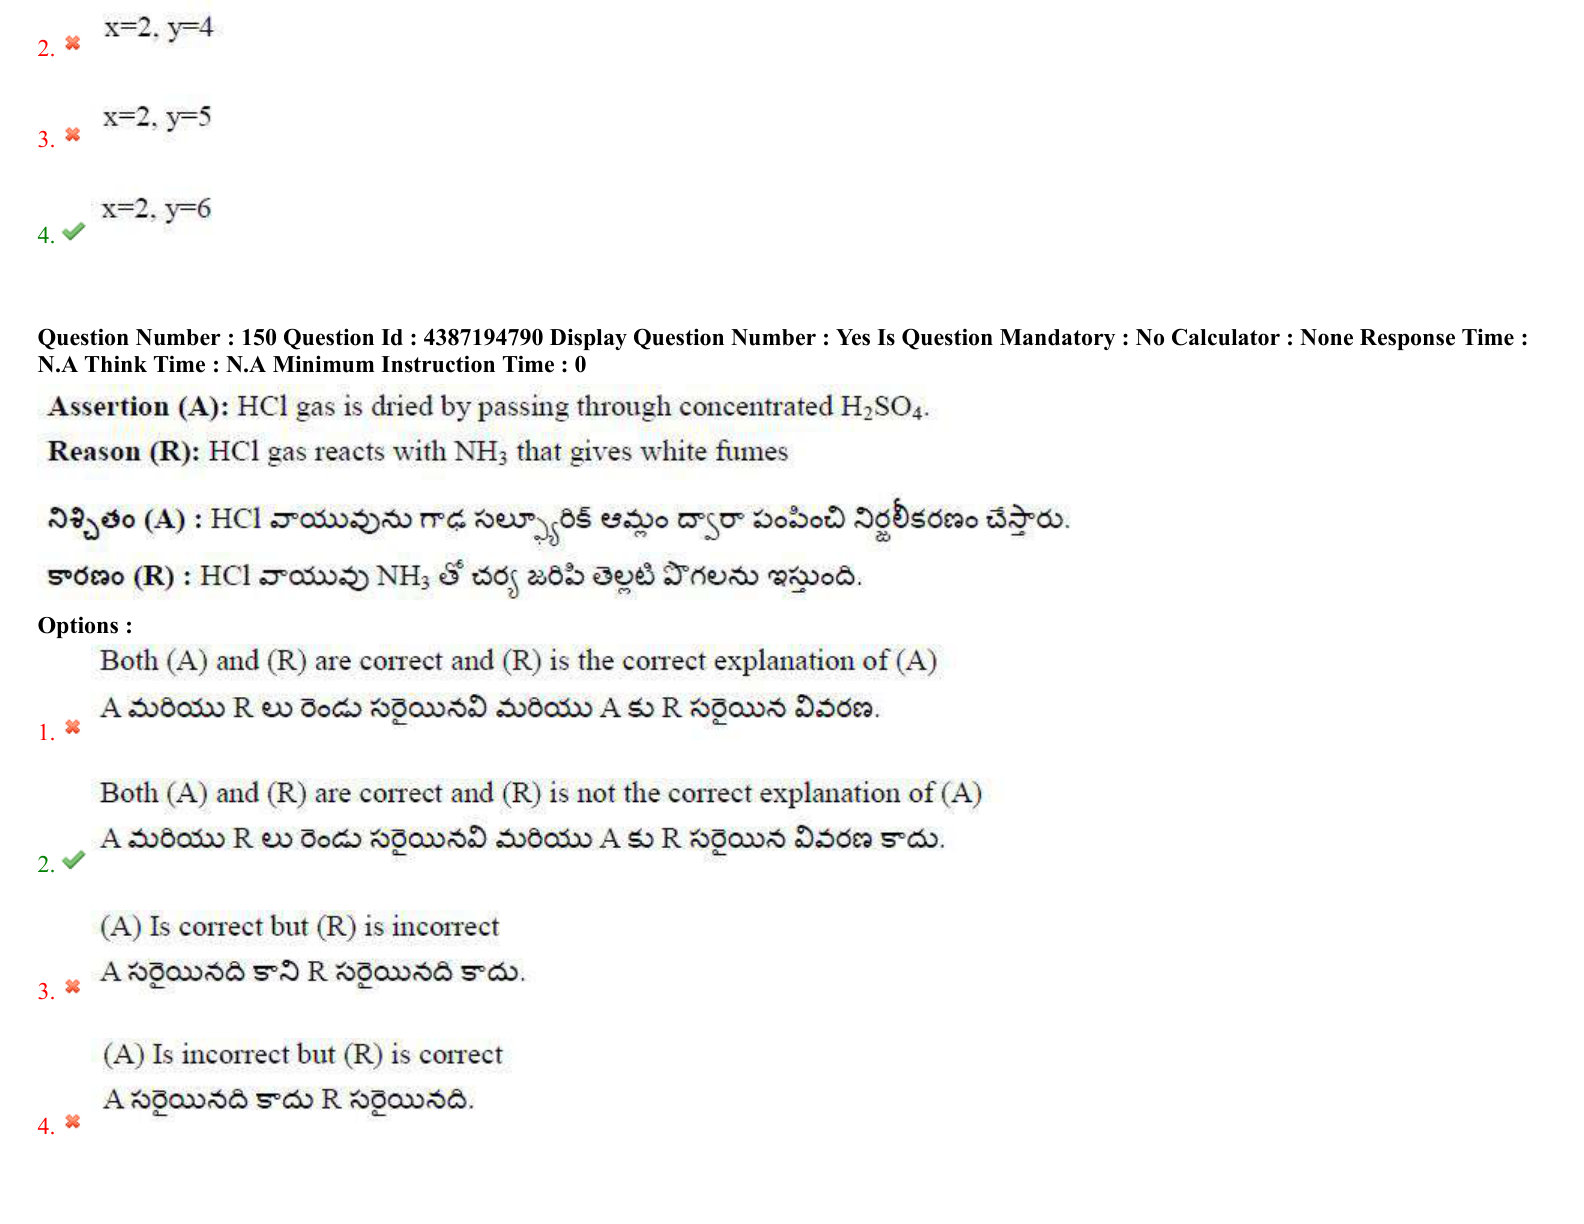 x=2, y=4
2.
x=2, y=5
3.
x=2, y=6
4.
Question Number : 150 Question Id : 4387194790 Display Question Number : Yes Is Question Mandatory : No Calculator : None Response Time :
N.A Think Time : N.A Minimum Instruction Time : 0
Assertion (A): HCl gas is dried by passing through concentrated H₂SO₄.
Reason (R): HCl gas reacts with NH₃ that gives white fumes
నిశ్చితం (A) : HCl వాయువును గాఢ సల్ఫ్యూరిక్ ఆమ్లం ద్వారా పంపించి నిర్జలీకరణం చేస్తారు.
కారణం (R) : HCl వాయువు NH₃ తో చర్య జరిపి తెల్లటి పొగలను ఇస్తుంది.
Options :
Both (A) and (R) are correct and (R) is the correct explanation of (A)
A మరియు R లు రెండు సరైయినవి మరియు A కు R సరైయిన వివరణ.
1.
Both (A) and (R) are correct and (R) is not the correct explanation of (A)
A మరియు R లు రెండు సరైయినవి మరియు A కు R సరైయిన వివరణ కాదు.
2.
(A) Is correct but (R) is incorrect
A సరైయినది కాని R సరైయినది కాదు.
3.
(A) Is incorrect but (R) is correct
A సరైయినది కాదు R సరైయినది.
4.